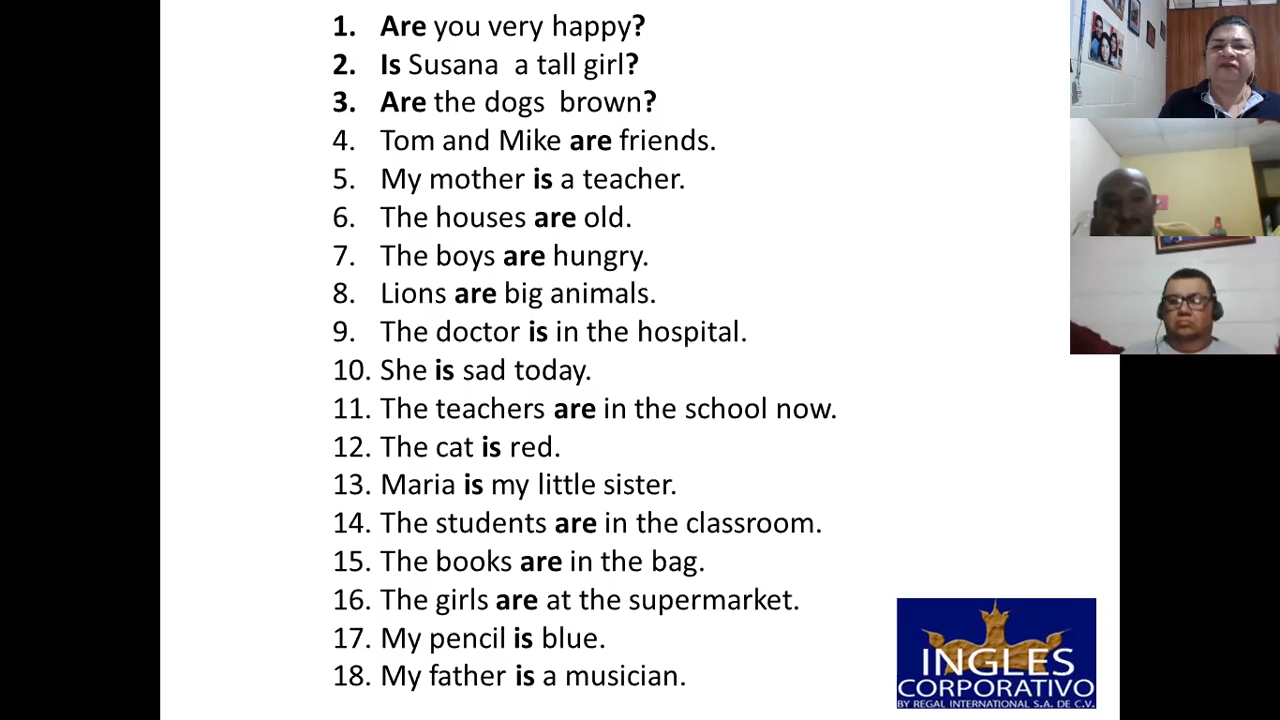 1. Are you very happy?
2. Is Susana a tall girl?
3. Are the dogs brown?
4. Tom and Mike are friends.
5. My mother is a teacher.
6. The houses are old.
7. The boys are hungry.
8. Lions are big animals.
9. The doctor is in the hospital.
10. She is sad today.
11. The teachers are in the school now.
12. The cat is red.
13. Maria is my little sister.
14. The students are in the classroom.
15. The books are in the bag.
16. The girls are at the supermarket.
17. My pencil is blue.
18. My father is a musician.
INGLES
CORPORATIVO
BY REGAL INTERNATIONAL S.A. DE C.V.